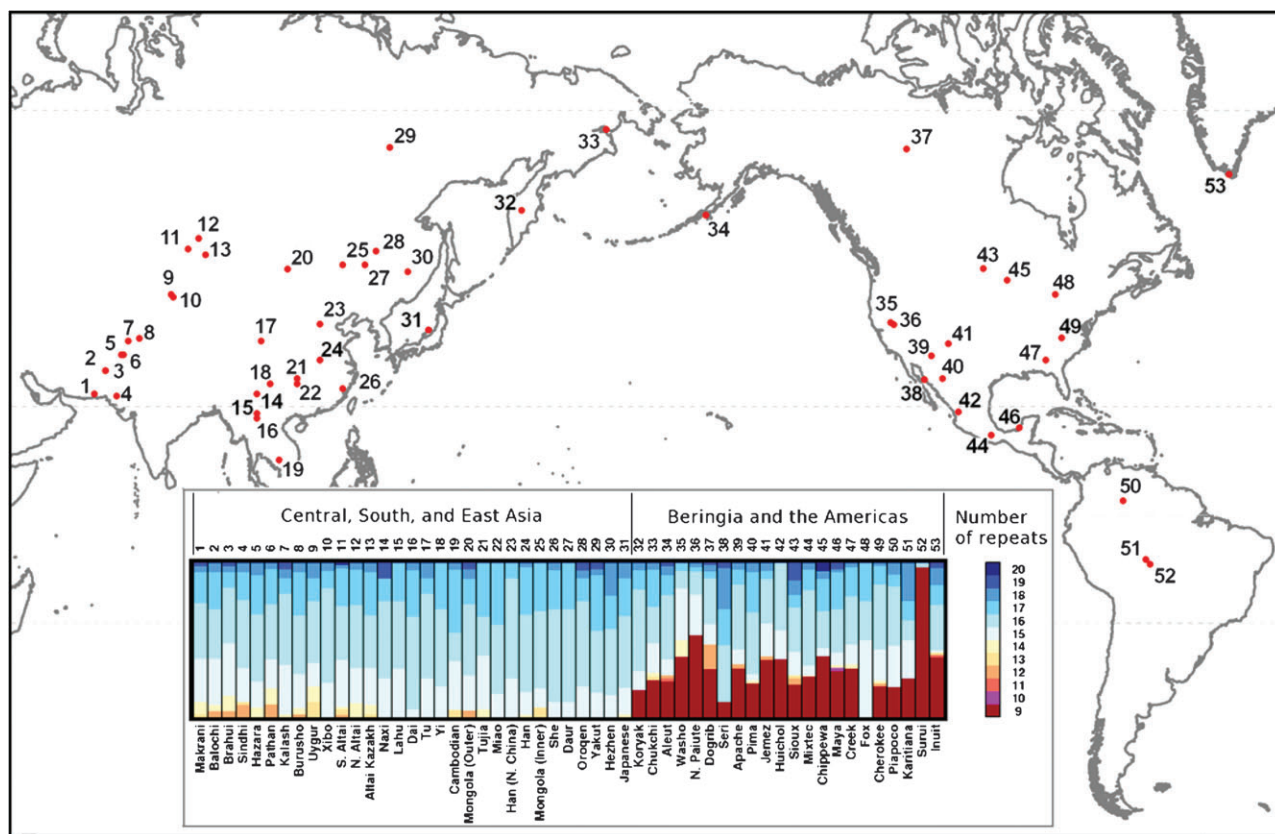 29
33
37
53
32
34
12
11
13
20
25
28
27
30
43
45
48
9
10
23
35
36
49
7
8
5
6
17
31
41
39
2
3
24
47
21
40
18
22
26
38
1
4
14
42
15
46
16
44
19
50
51
52
Central, South, and East Asia
Beringia and the Americas
Number
of repeats
1 2 3 4 5 6 7 8 9 10 11 12 13 14 15 16 17 18 19 20 21 22 23 24 25 26 27 28 29 30 31 32 33 34 35 36 37 38 39 40 41 42 43 44 45 46 47 48 49 50 51 52 53
20
19
18
17
16
15
14
13
12
11
10
9
Makrani
Balochi
Brahui
Sindhi
Hazara
Pathan
Kalash
Burusho
Uygur
Xibo
S. Altai
N. Altai
Altai Kazakh
Naxi
Lahu
Dai
Tu
Yi
Cambodian
Mongola (Outer)
Tujia
Miao
Han (N. China)
Han
Mongola (Inner)
She
Daur
Oroqen
Yakut
Hezhen
Japanese
Koryak
Chukchi
Aleut
Washo
N. Paiute
Dogrib
Seri
Apache
Pima
Jemez
Huichol
Sioux
Mixtec
Chippewa
Maya
Creek
Fox
Cherokee
Piapoco
Karitiana
Surui
Inuit